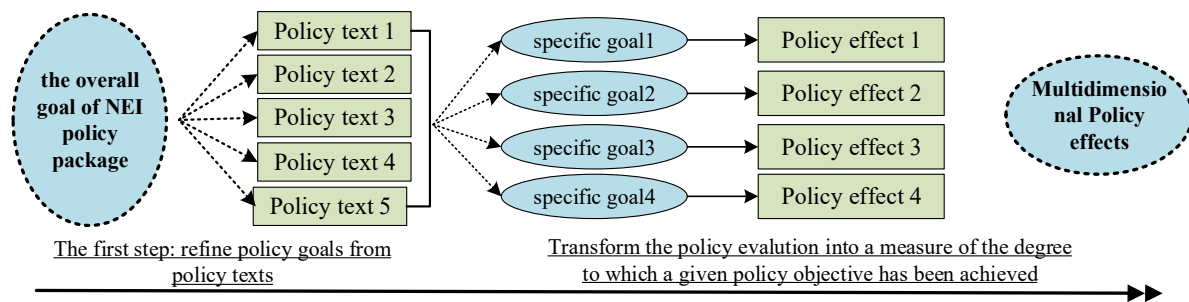 the overall
goal of NEI
policy
package
Policy text 1
Policy text 2
Policy text 3
Policy text 4
Policy text 5
specific goal1
specific goal2
specific goal3
specific goal4
Policy effect 1
Policy effect 2
Policy effect 3
Policy effect 4
Multidimensio
nal Policy
effects
The first step: refine policy goals from
policy texts
Transform the policy evalution into a measure of the degree
to which a given policy objective has been achieved